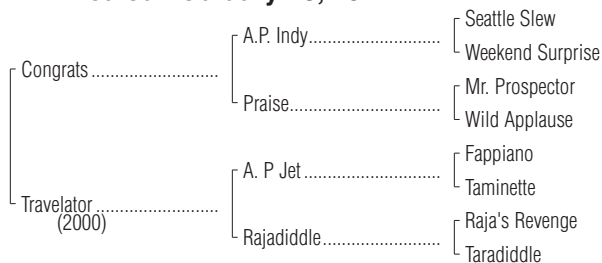 Seattle Slew
A.P. Indy
Weekend Surprise
Congrats
Mr. Prospector
Praise
Wild Applause
Fappiano
A. P Jet
Taminette
Travelator
(2000)
Raja's Revenge
Rajadiddle
Taradiddle